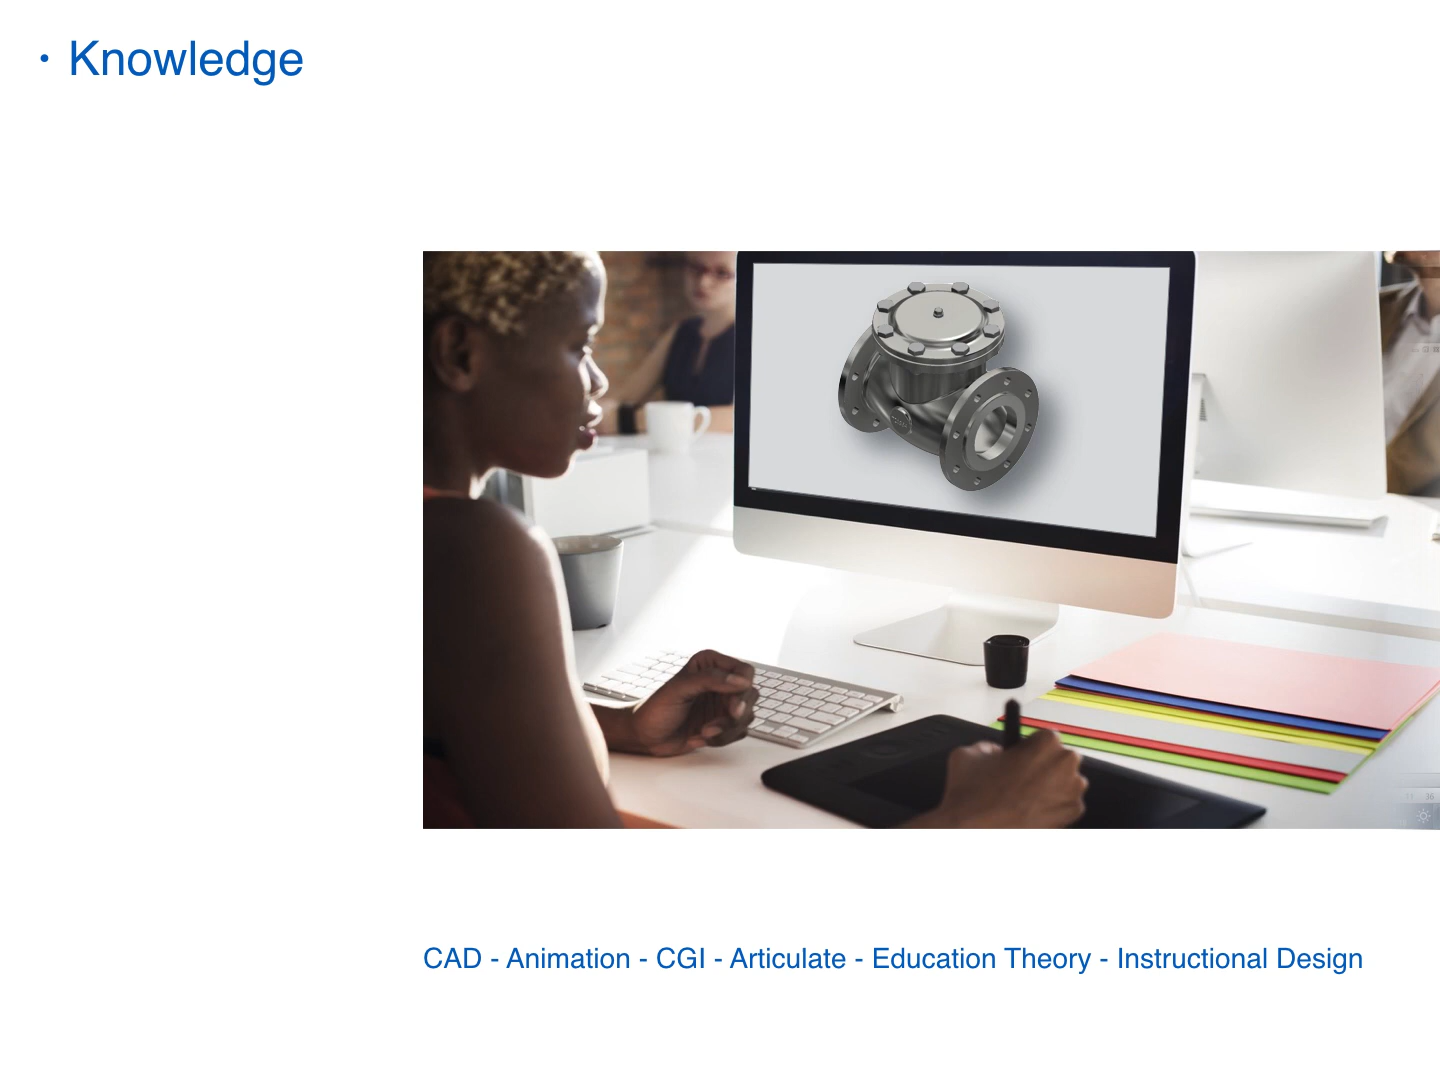 • Knowledge
CAD - Animation - CGI - Articulate - Education Theory - Instructional Design